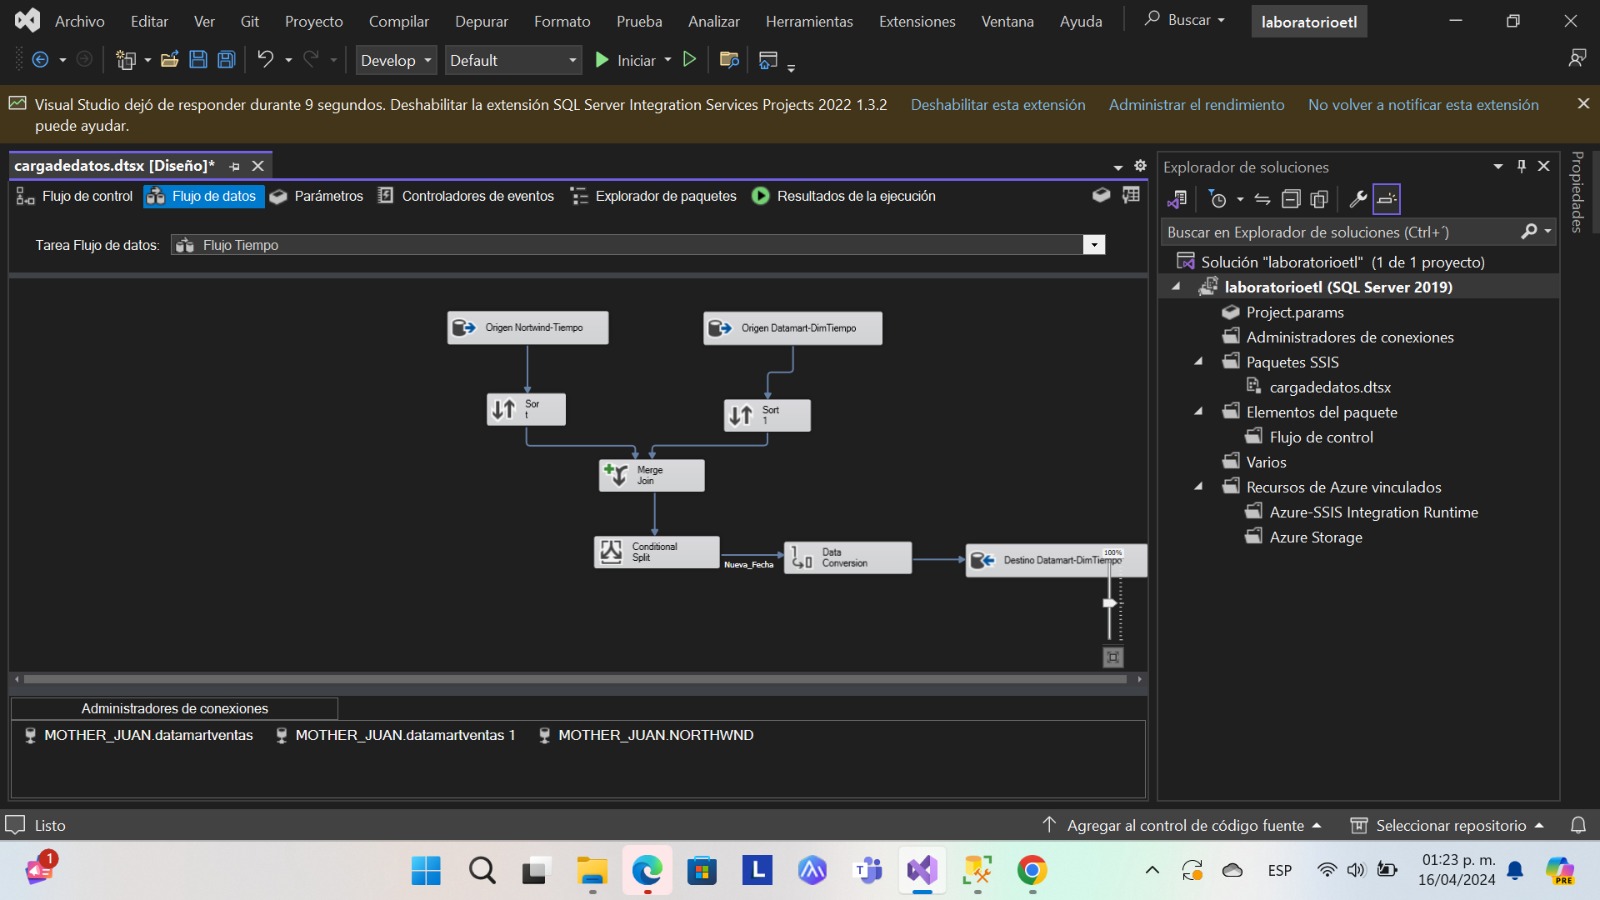 Archivo Editar Ver Git Proyecto Compilar Depurar Formato Prueba Analizar Herramientas Extensiones Ventana Ayuda Buscar laboratorioetl
Develop Default Iniciar
Visual Studio dejó de responder durante 9 segundos. Deshabilitar la extensión SQL Server Integration Services Projects 2022 1.3.2 Deshabilitar esta extensión Administrar el rendimiento No volver a notificar esta extensión
puede ayudar.
cargadedatos.dtsx [Diseño]*
Flujo de control Flujo de datos Parámetros Controladores de eventos Explorador de paquetes Resultados de la ejecución
Tarea Flujo de datos: Flujo Tiempo
Origen Nortwind-Tiempo Origen Datamart-DimTiempo
Sor
t
Sort
1
Merge
Join
Conditional
Split
Nueva_Fecha
Data
Conversion
Destino Datamart-DimTiempo
100%
Administradores de conexiones
MOTHER_JUAN.datamartventas MOTHER_JUAN.datamartventas 1 MOTHER_JUAN.NORTHWND
Explorador de soluciones
Buscar en Explorador de soluciones (Ctrl+´)
Solución "laboratorioetl" (1 de 1 proyecto)
laboratorioetl (SQL Server 2019)
Project.params
Administradores de conexiones
Paquetes SSIS
cargadedatos.dtsx
Elementos del paquete
Flujo de control
Varios
Recursos de Azure vinculados
Azure-SSIS Integration Runtime
Azure Storage
Propiedades
Listo Agregar al control de código fuente Seleccionar repositorio
1
L
T
ESP
01:23 p. m.
16/04/2024
PRE